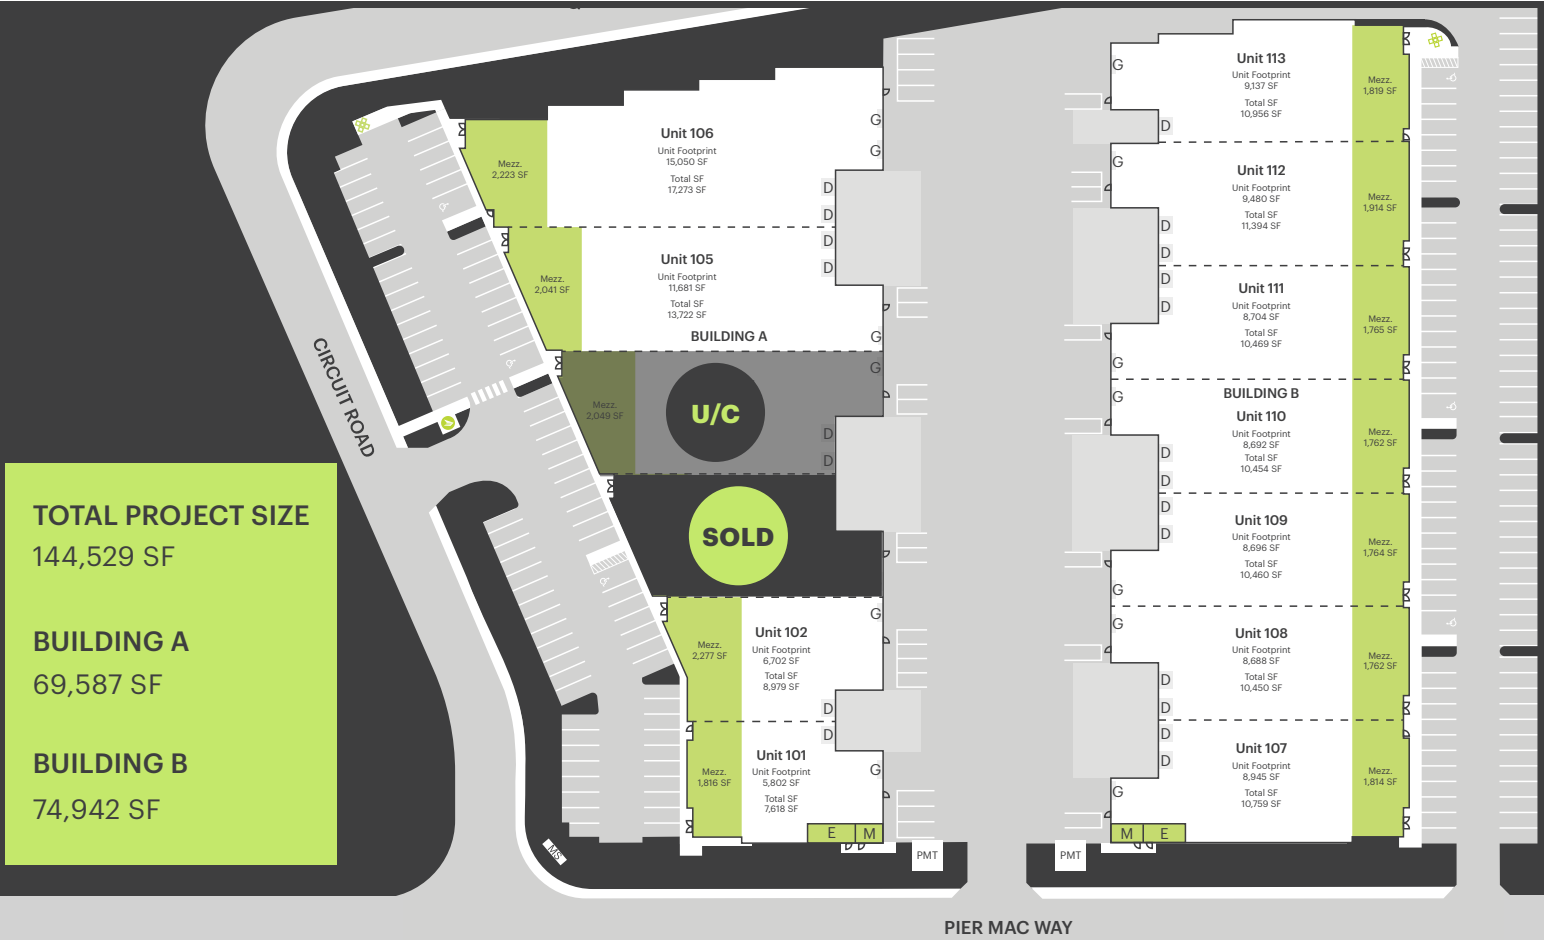 TOTAL PROJECT SIZE
144,529 SF
BUILDING A
69,587 SF
BUILDING B
74,942 SF
CIRCUIT ROAD
Unit 106
Unit Footprint
15,050 SF
Total SF
17,273 SF
Mezz.
2,223 SF
G
G
D
D
Unit 105
Unit Footprint
11,681 SF
Total SF
13,722 SF
Mezz.
2,041 SF
D
D
BUILDING A
G
G
U/C
Mezz.
2,049 SF
D
D
SOLD
Unit 102
Unit Footprint
6,702 SF
Total SF
8,979 SF
Mezz.
2,277 SF
G
D
Unit 101
Unit Footprint
5,802 SF
Total SF
7,618 SF
Mezz.
1,816 SF
D
G
E
M
MS
PMT
A
Unit 113
Unit Footprint
9,137 SF
Total SF
10,956 SF
Mezz.
1,819 SF
G
D
Unit 112
Unit Footprint
9,480 SF
Total SF
11,394 SF
Mezz.
1,914 SF
G
D
D
Unit 111
Unit Footprint
8,704 SF
Total SF
10,469 SF
Mezz.
1,765 SF
D
D
G
BUILDING B
Unit 110
Unit Footprint
8,692 SF
Total SF
10,454 SF
Mezz.
1,762 SF
G
D
D
Unit 109
Unit Footprint
8,696 SF
Total SF
10,460 SF
Mezz.
1,764 SF
D
D
G
Unit 108
Unit Footprint
8,688 SF
Total SF
10,450 SF
Mezz.
1,762 SF
G
D
D
Unit 107
Unit Footprint
8,945 SF
Total SF
10,759 SF
Mezz.
1,814 SF
D
D
G
M
E
PMT
PIER MAC WAY